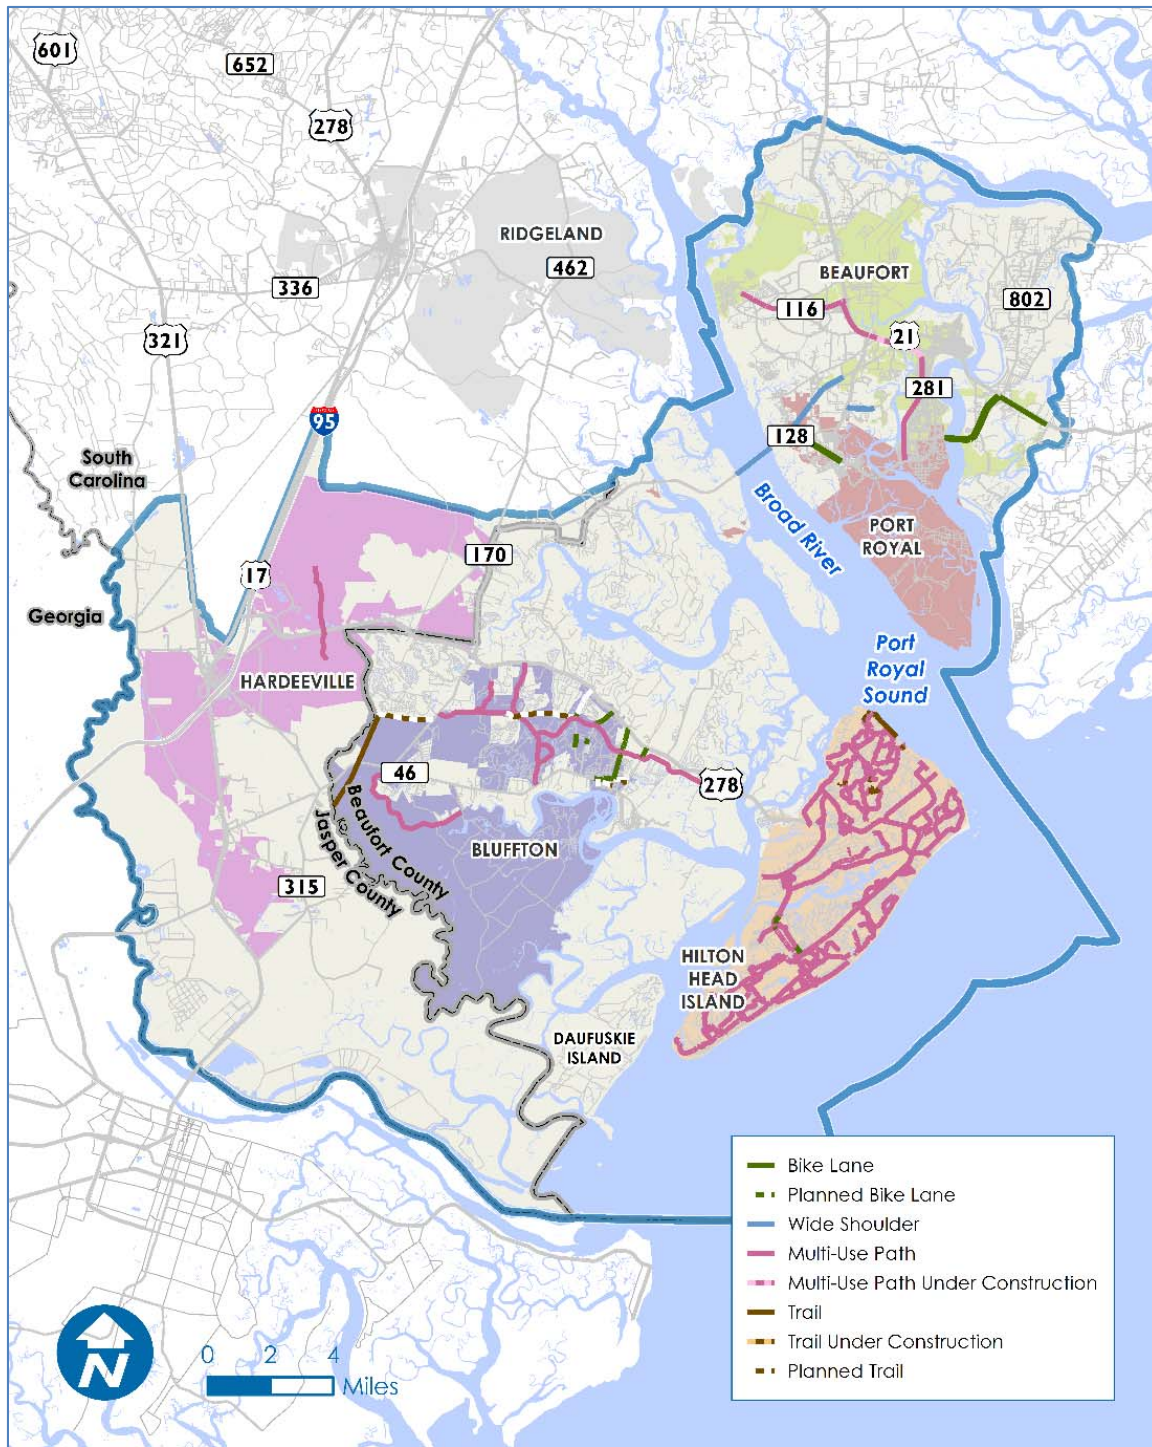 601
652
278
RIDGELAND
462
336
321
BEAUFORT
802
116
21
281
95
128
South
Carolina
Broad River
PORT
ROYAL
170
17
Georgia
Port
Royal
Sound
HARDEEVILLE
46
278
Beaufort County
Jasper County
BLUFFTON
315
HILTON
HEAD
ISLAND
DAUFUSKIE
ISLAND
Bike Lane
Planned Bike Lane
Wide Shoulder
Multi-Use Path
Multi-Use Path Under Construction
Trail
Trail Under Construction
Planned Trail
N
0 2 4
Miles